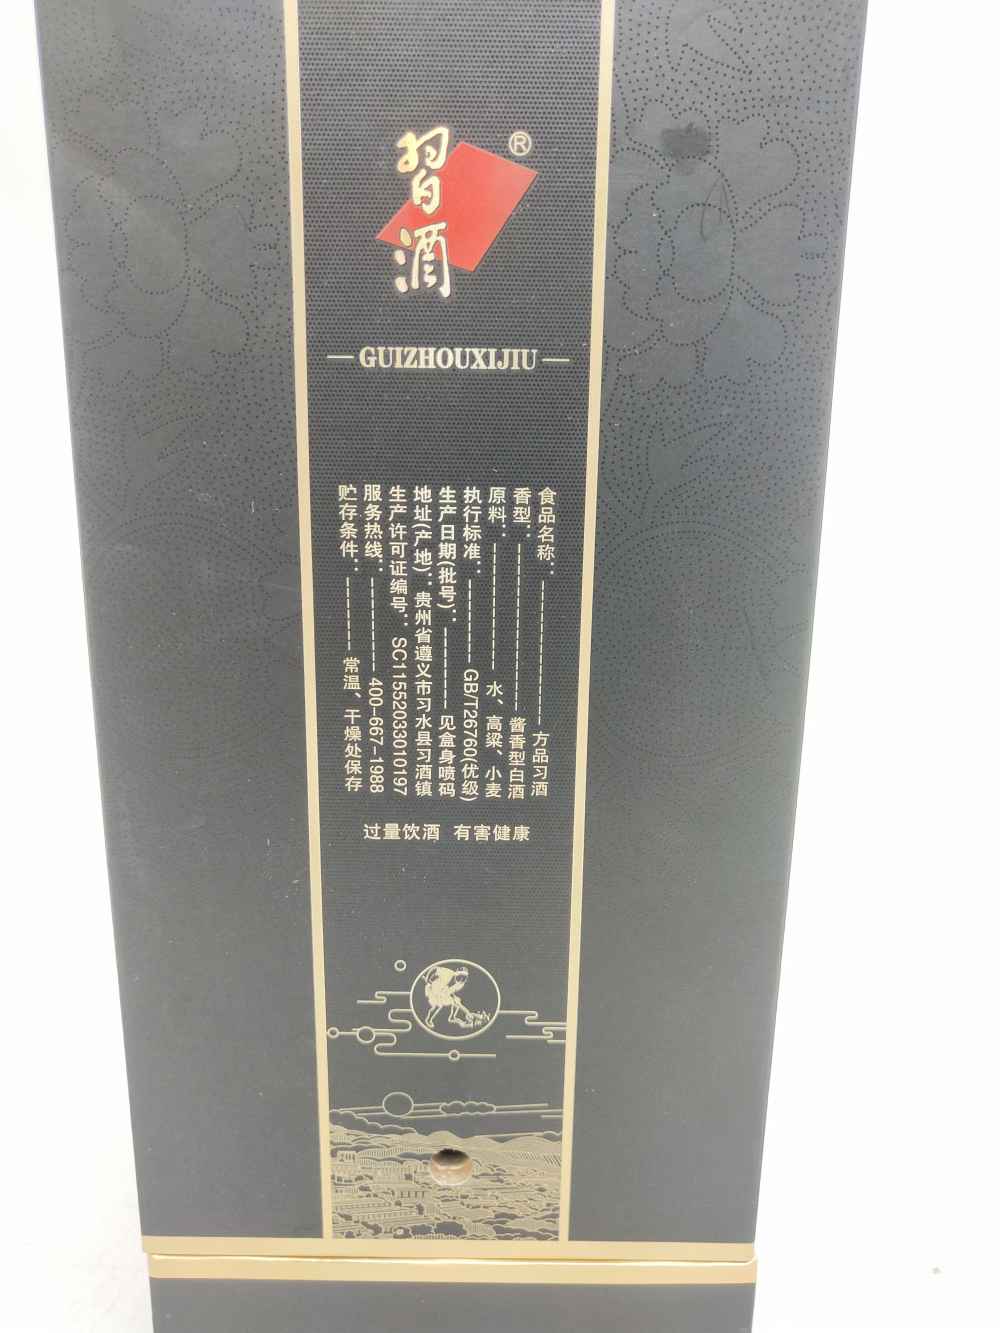 習酒
®
GUIZHOUXIJIU
食品名称：方品习酒
香型：酱香型白酒
原料：水、高粱、小麦
执行标准：GB/T26760(优级)
生产日期(批号)：见盒身喷码
地址(产地)：贵州省遵义市习水县习酒镇
生产许可证编号：SC11552033010197
服务热线：400-667-1988
贮存条件：常温、干燥处保存
过量饮酒 有害健康